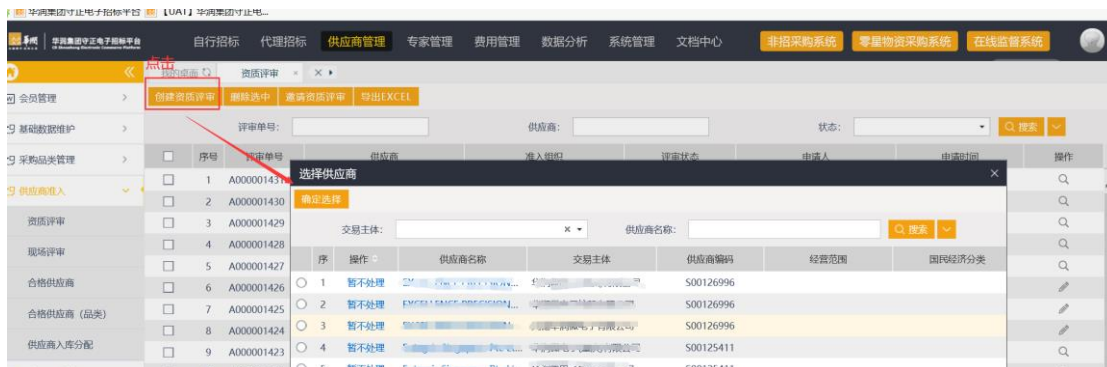 华润集团守正电子招标平台 【UAT】华润集团守正电...
华润集团守正电子招标平台 自行招标 代理招标 供应商管理 专家管理 费用管理 数据分析 系统管理 文档中心 非招采购系统 零星物资采购系统 在线监督系统
点击
我的桌面 资质评审 ×
会员管理
创建资质评审 删除选中 邀请资质评审 导出EXCEL
基础数据维护
评审单号: 供应商: 状态: 搜索
采购品类管理
序号 评审单号 供应商 准入组织 评审状态 申请人 申请时间 操作
供应商准入
1 A000001431
2 A000001430
资质评审
3 A000001429
现场评审
4 A000001428
5 A000001427
合格供应商
6 A000001426
合格供应商（品类）
7 A000001425
8 A000001424
供应商入库分配
9 A000001423
选择供应商 ×
确定选择
交易主体: × 供应商名称: 搜索
序 操作 供应商名称 交易主体 供应商编码 经营范围 国民经济分类
1 暂不处理 S00126996
2 暂不处理 S00126996
3 暂不处理 S00126996
4 暂不处理 S00125411